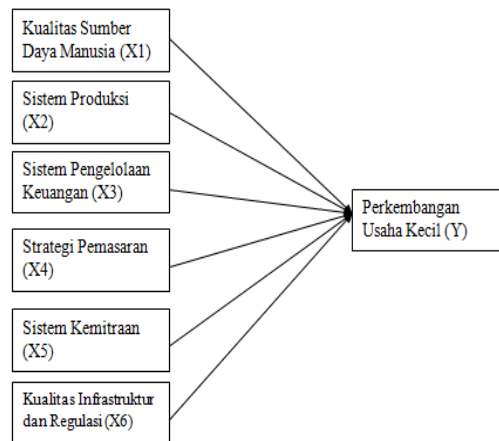 Kualitas Sumber
Daya Manusia (X1)
Sistem Produksi
(X2)
Sistem Pengelolaan
Keuangan (X3)
Strategi Pemasaran
(X4)
Sistem Kemitraan
(X5)
Kualitas Infrastruktur
dan Regulasi (X6)
Perkembangan
Usaha Kecil (Y)